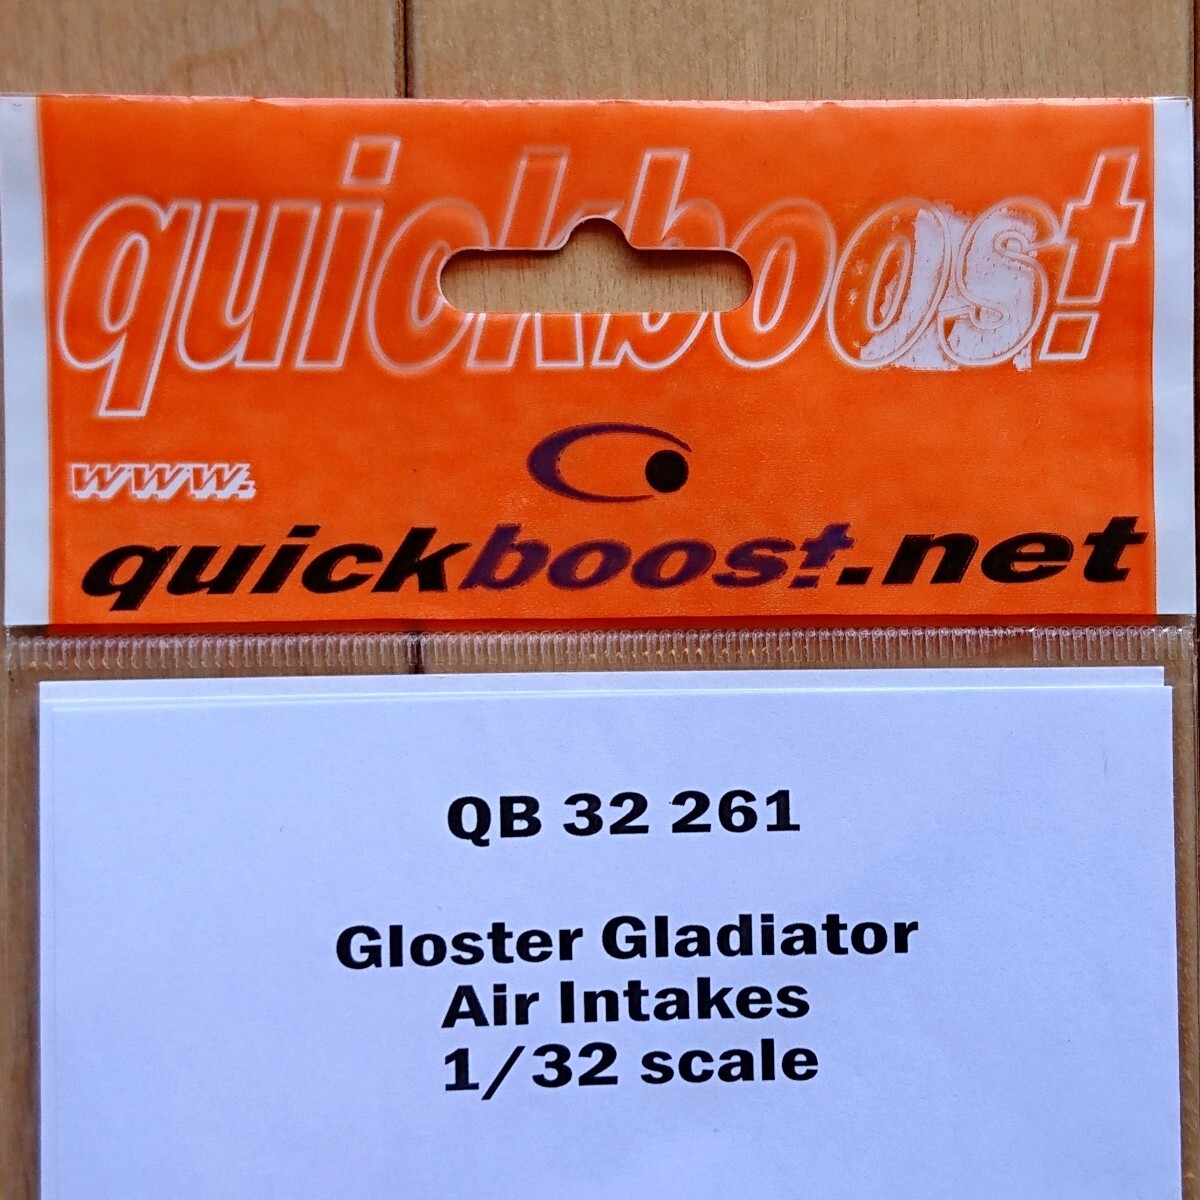 quickboost
www.
quickboost.net
QB 32 261
Gloster Gladiator
Air Intakes
1/32 scale